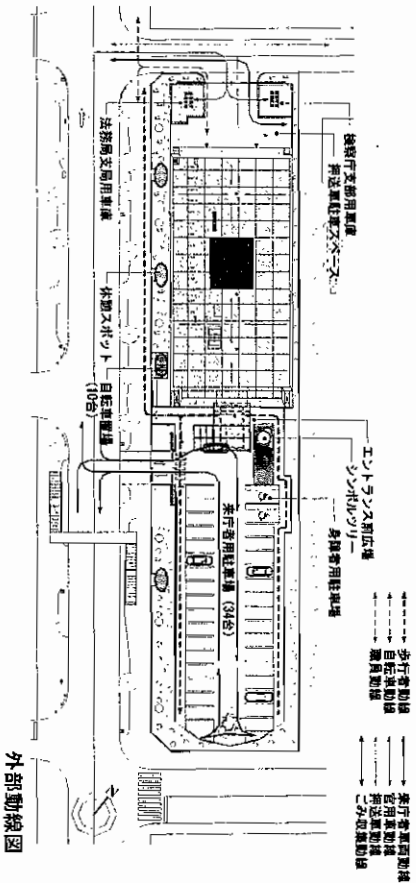 検察庁支部用車庫
押送車駐車スペース
法務局支局用車庫
休憩スポット
自転車置場
(10台)
エントランス前広場
シンボルツリー
身障者用駐車場
来庁者用駐車場 (34台)
歩行者動線
自転車動線
職員動線
来庁者車両動線
官用車動線
押送車動線
ごみ収集動線
外部動線図